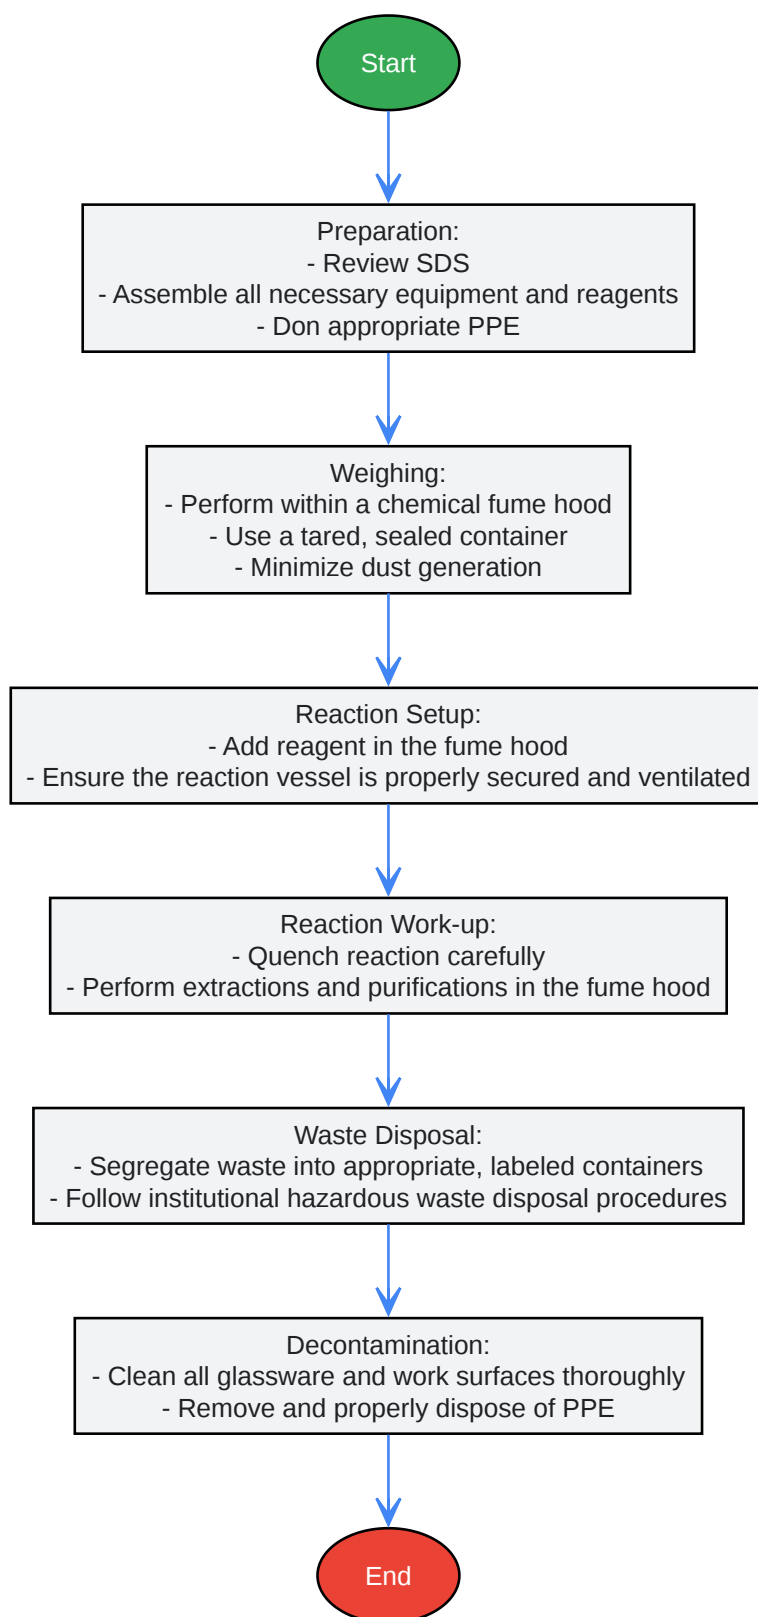 Start
Preparation:
- Review SDS
- Assemble all necessary equipment and reagents
- Don appropriate PPE
Weighing:
- Perform within a chemical fume hood
- Use a tared, sealed container
- Minimize dust generation
Reaction Setup:
- Add reagent in the fume hood
- Ensure the reaction vessel is properly secured and ventilated
Reaction Work-up:
- Quench reaction carefully
- Perform extractions and purifications in the fume hood
Waste Disposal:
- Segregate waste into appropriate, labeled containers
- Follow institutional hazardous waste disposal procedures
Decontamination:
- Clean all glassware and work surfaces thoroughly
- Remove and properly dispose of PPE
End